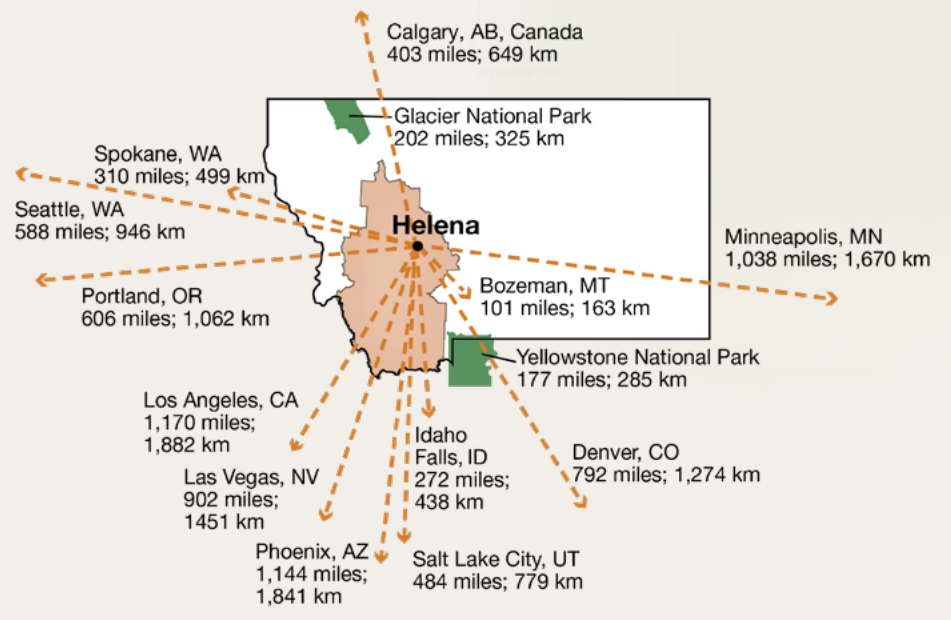 Calgary, AB, Canada
403 miles; 649 km
Glacier National Park
202 miles; 325 km
Spokane, WA
310 miles; 499 km
Seattle, WA
588 miles; 946 km
Helena
Minneapolis, MN
1,038 miles; 1,670 km
Portland, OR
606 miles; 1,062 km
Bozeman, MT
101 miles; 163 km
Yellowstone National Park
177 miles; 285 km
Los Angeles, CA
1,170 miles;
1,882 km
Idaho
Falls, ID
272 miles;
438 km
Denver, CO
792 miles; 1,274 km
Las Vegas, NV
902 miles;
1451 km
Phoenix, AZ
1,144 miles;
1,841 km
Salt Lake City, UT
484 miles; 779 km